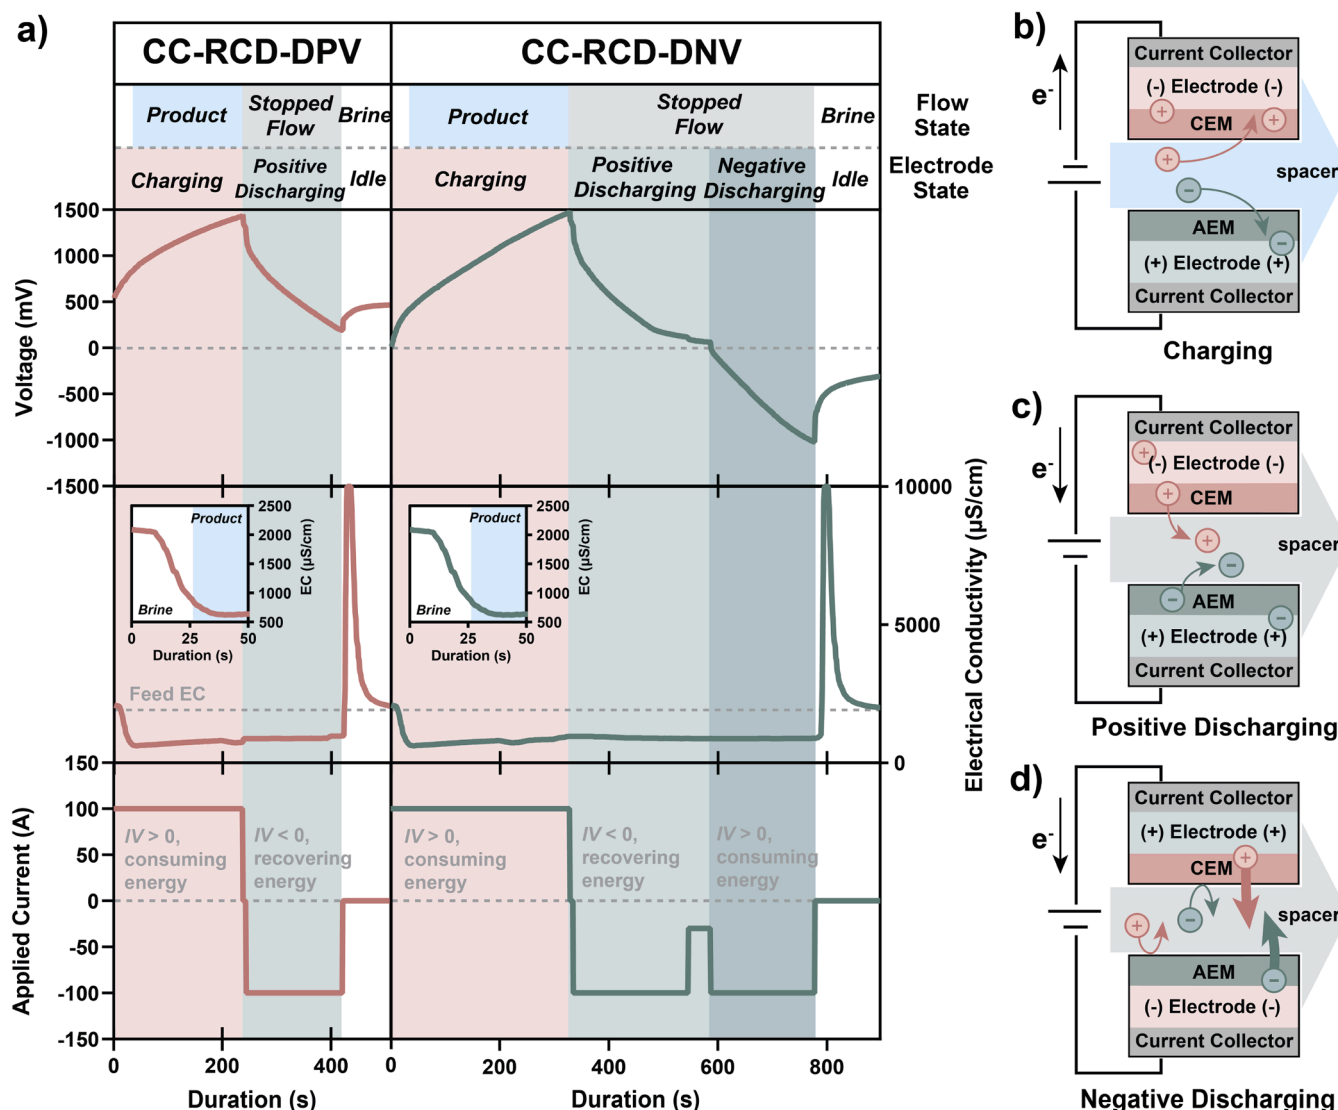 a)
CC-RCD-DPV
CC-RCD-DNV
Product
Stopped
Flow
Brine
Product
Stopped
Flow
Brine
Flow
State
Charging
Positive
Discharging
Idle
Charging
Positive
Discharging
Negative
Discharging
Idle
Electrode
State
Voltage (mV)
1500
1000
500
0
-500
-1000
-1500
Product
Brine
2500
2000
1500
1000
500
EC (µS/cm)
0
25
50
Duration (s)
Product
Brine
2500
2000
1500
1000
500
EC (µS/cm)
0
25
50
Duration (s)
Feed EC
10000
5000
0
Electrical Conductivity (µS/cm)
Applied Current (A)
150
100
50
0
-50
-100
-150
IV > 0,
consuming
energy
IV < 0,
recovering
energy
IV > 0,
consuming
energy
IV < 0,
recovering
energy
IV > 0,
consuming
energy
0
200
400
0
200
400
600
800
Duration (s)
Duration (s)
b)
e-
Current Collector
(-) Electrode (-)
+
+
CEM
+
spacer
−
AEM
−
(+) Electrode (+)
Current Collector
Charging
c)
e-
Current Collector
+
(-) Electrode (-)
+
CEM
+
spacer
−
−
AEM
−
(+) Electrode (+)
Current Collector
Positive Discharging
d)
e-
Current Collector
(+) Electrode (+)
CEM
+
+
−
spacer
AEM
−
(-) Electrode (-)
Current Collector
Negative Discharging